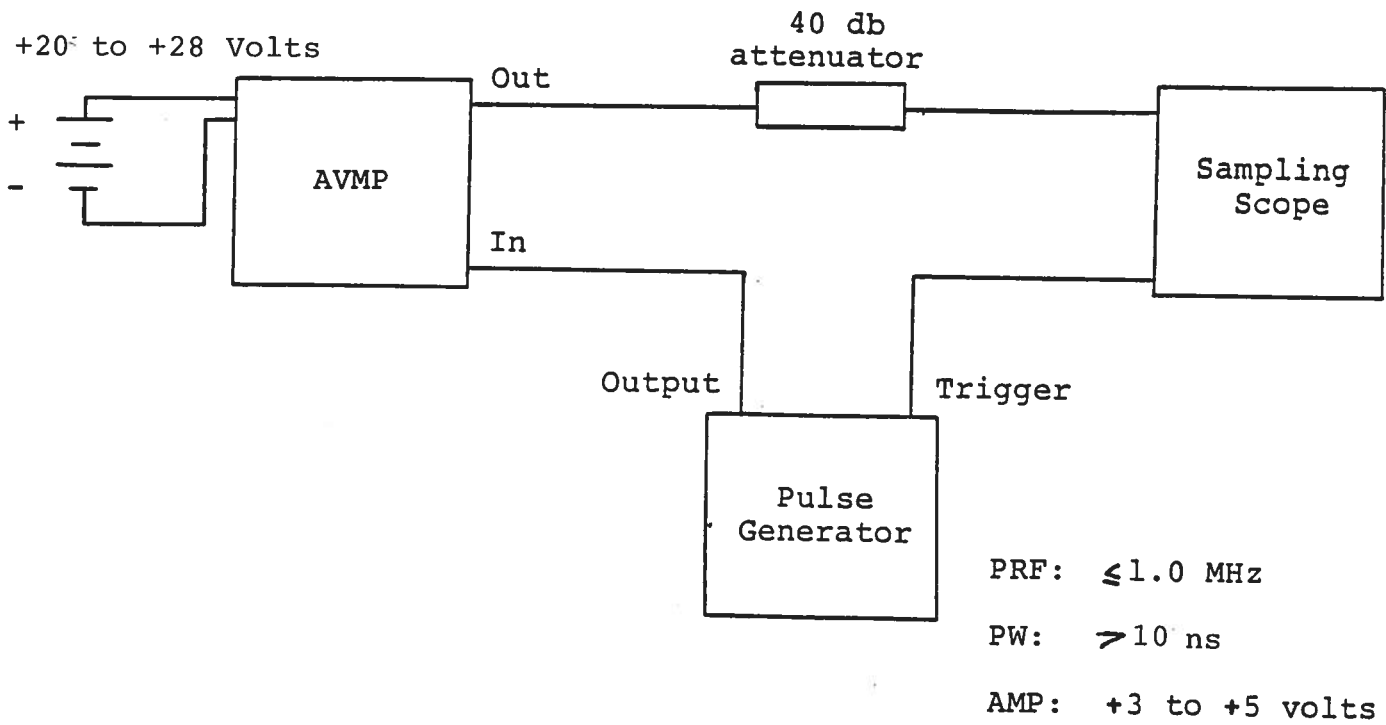 40 db
attenuator
+20 to +28 Volts
Out
+
-
AVMP
Sampling
Scope
In
Output
Trigger
Pulse
Generator
PRF: ≤1.0 MHz
PW: >10 ns
AMP: +3 to +5 volts